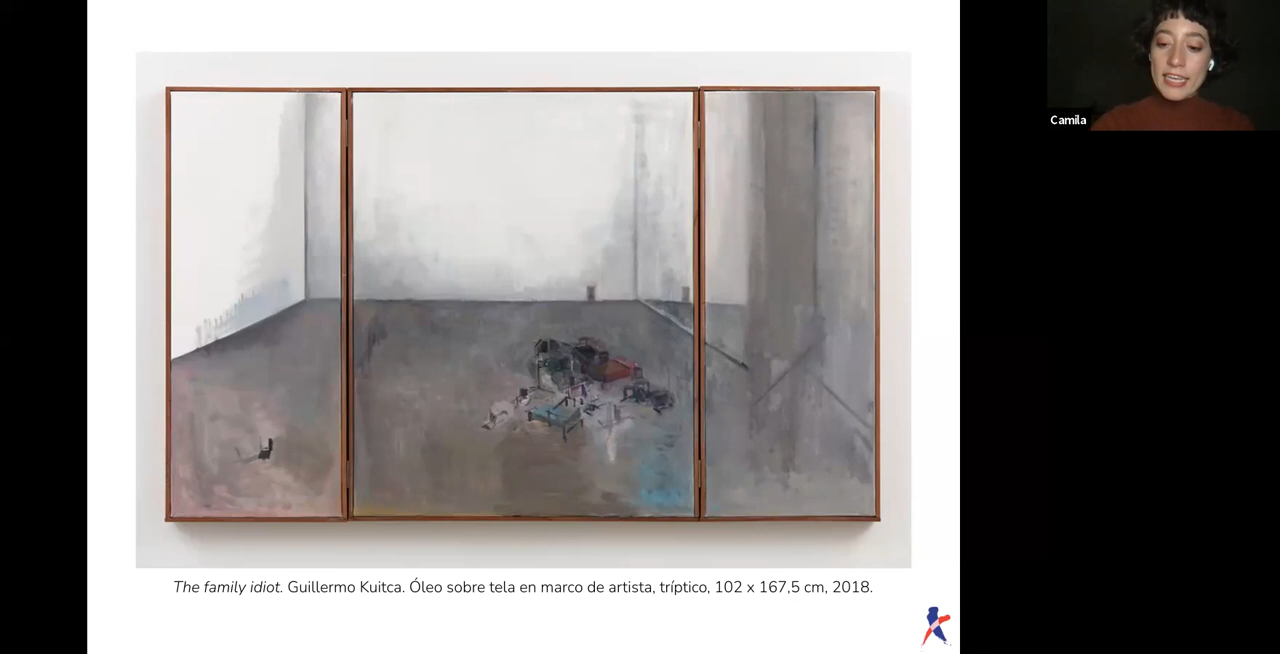 Camila
The family idiot. Guillermo Kuitca. Óleo sobre tela en marco de artista, tríptico, 102 x 167,5 cm, 2018.